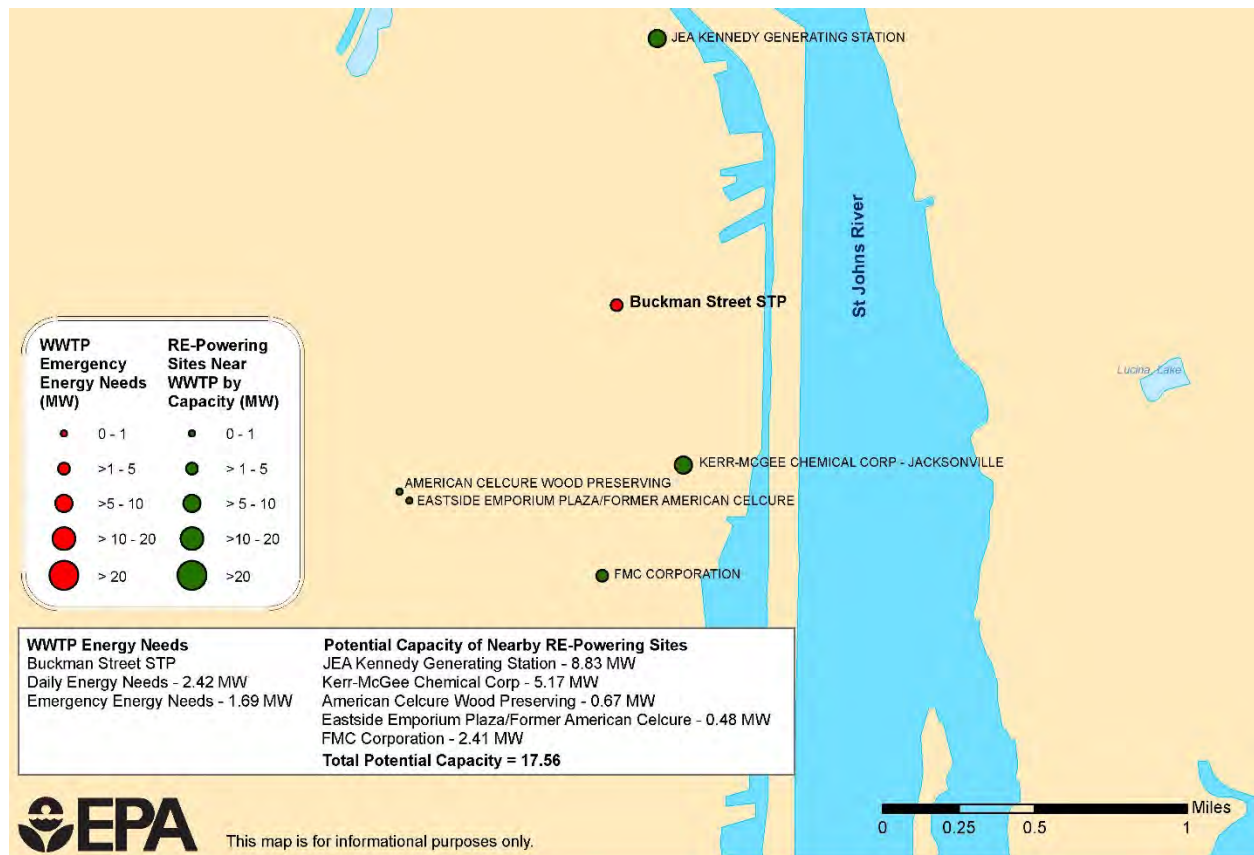 JEA KENNEDY GENERATING STATION
St Johns River
Buckman Street STP
Lucina, Lake
KERR-MCGEE CHEMICAL CORP - JACKSONVILLE
AMERICAN CELCURE WOOD PRESERVING
EASTSIDE EMPORIUM PLAZA/FORMER AMERICAN CELCURE
FMC CORPORATION
WWTP
Emergency
Energy Needs
(MW)
0 - 1
>1 - 5
>5 - 10
> 10 - 20
> 20
RE-Powering
Sites Near
WWTP by
Capacity (MW)
0 - 1
> 1 - 5
> 5 - 10
>10 - 20
>20
WWTP Energy Needs
Buckman Street STP
Daily Energy Needs - 2.42 MW
Emergency Energy Needs - 1.69 MW
Potential Capacity of Nearby RE-Powering Sites
JEA Kennedy Generating Station - 8.83 MW
Kerr-McGee Chemical Corp - 5.17 MW
American Celcure Wood Preserving - 0.67 MW
Eastside Emporium Plaza/Former American Celcure - 0.48 MW
FMC Corporation - 2.41 MW
Total Potential Capacity = 17.56
EPA
This map is for informational purposes only.
Miles
0 0.25 0.5 1